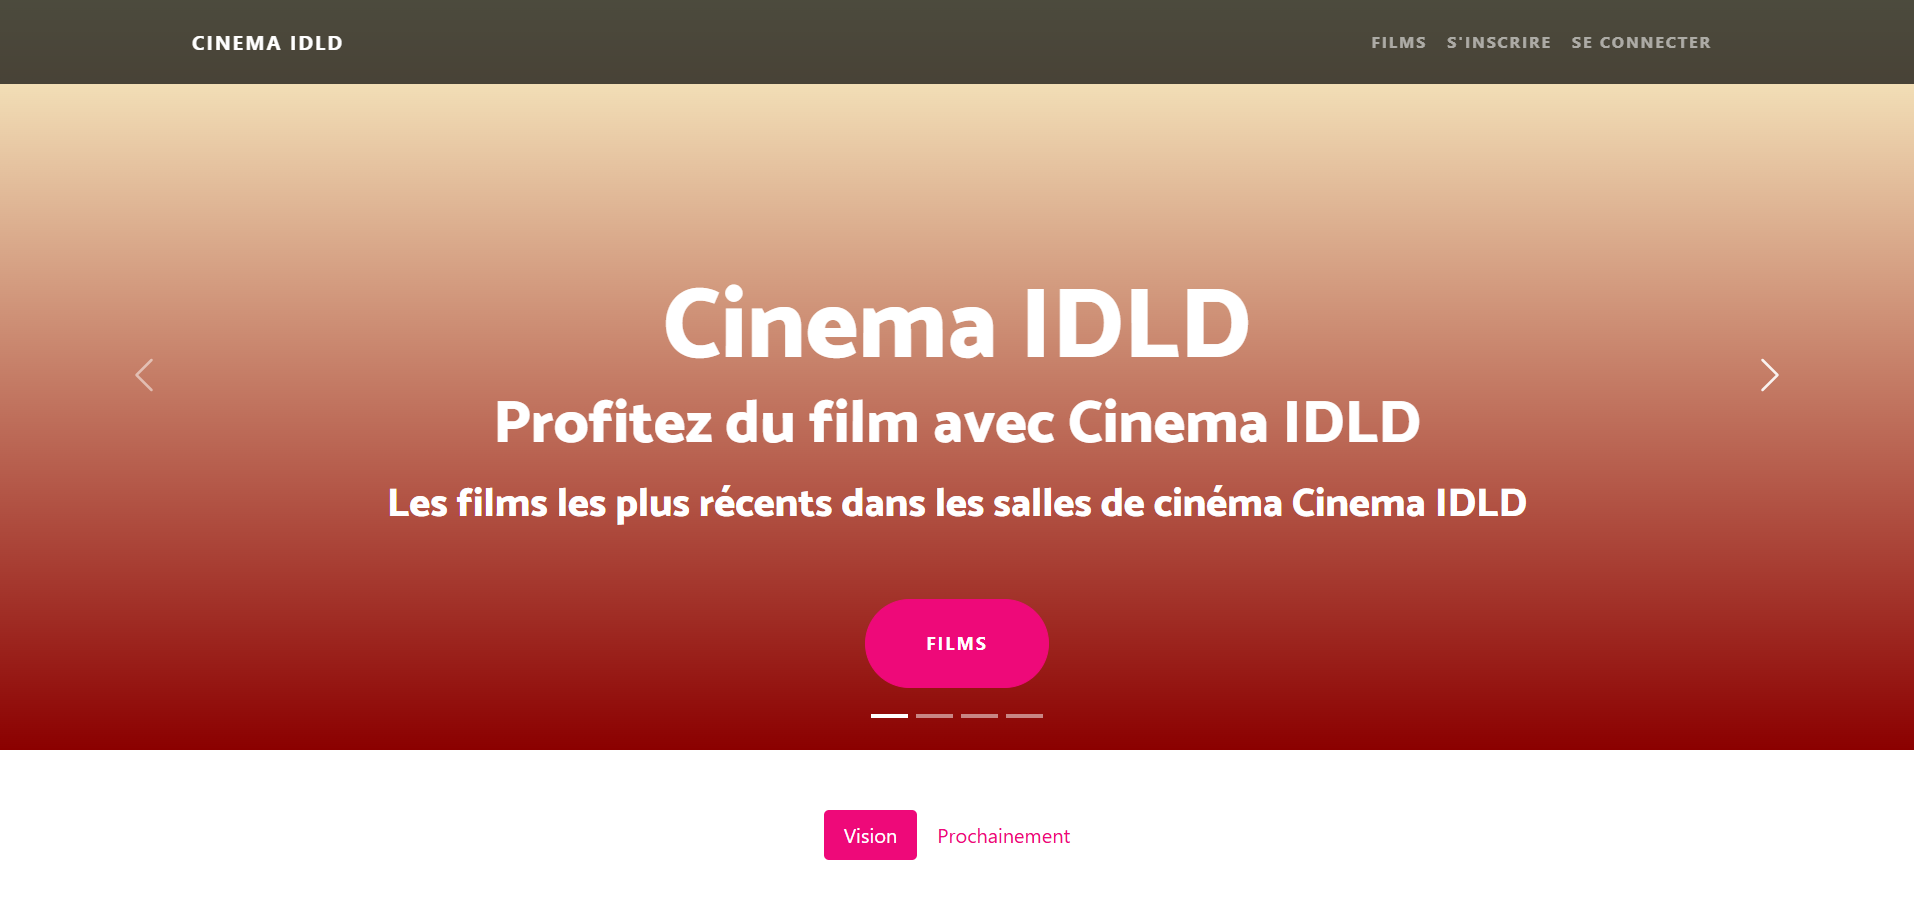 CINEMA IDLD
FILMS S'INSCRIRE SE CONNECTER
Cinema IDLD
Profitez du film avec Cinema IDLD
Les films les plus récents dans les salles de cinéma Cinema IDLD
FILMS
Vision Prochainement